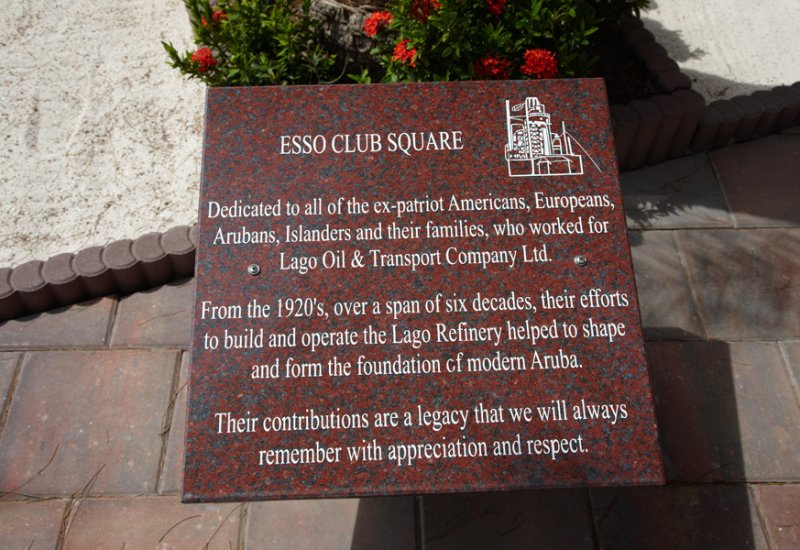 ESSO CLUB SQUARE
Dedicated to all of the ex-patriot Americans, Europeans,
Arubans, Islanders and their families, who worked for
Lago Oil & Transport Company Ltd.
From the 1920's, over a span of six decades, their efforts
to build and operate the Lago Refinery helped to shape
and form the foundation of modern Aruba.
Their contributions are a legacy that we will always
remember with appreciation and respect.